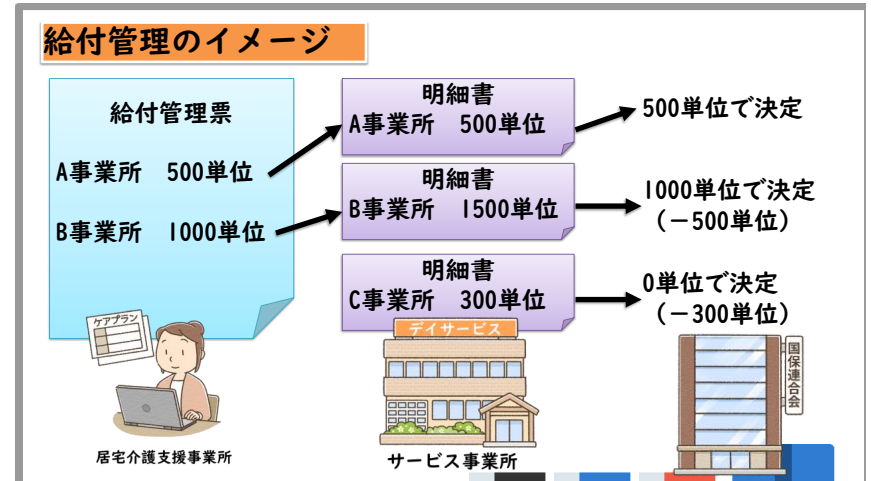 給付管理のイメージ
給付管理票
A事業所　500単位
B事業所　1000単位
明細書
A事業所　500単位
500単位で決定
明細書
B事業所　1500単位
1000単位で決定
（－500単位）
明細書
C事業所　300単位
0単位で決定
（－300単位）
ケアプラン
居宅介護支援事業所
デイサービス
サービス事業所
国保連合会